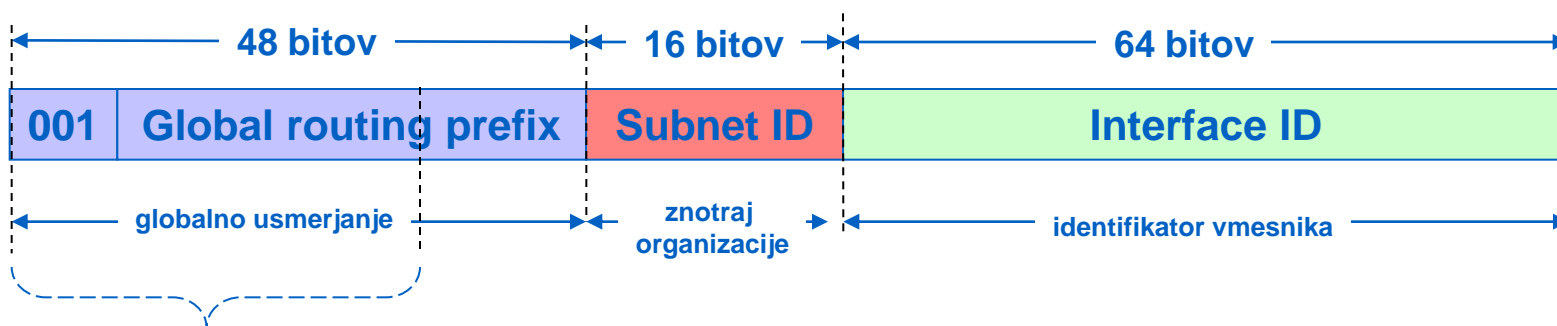 48 bitov 16 bitov 64 bitov
001 Global routing prefix Subnet ID Interface ID
globalno usmerjanje znotraj organizacije identifikator vmesnika